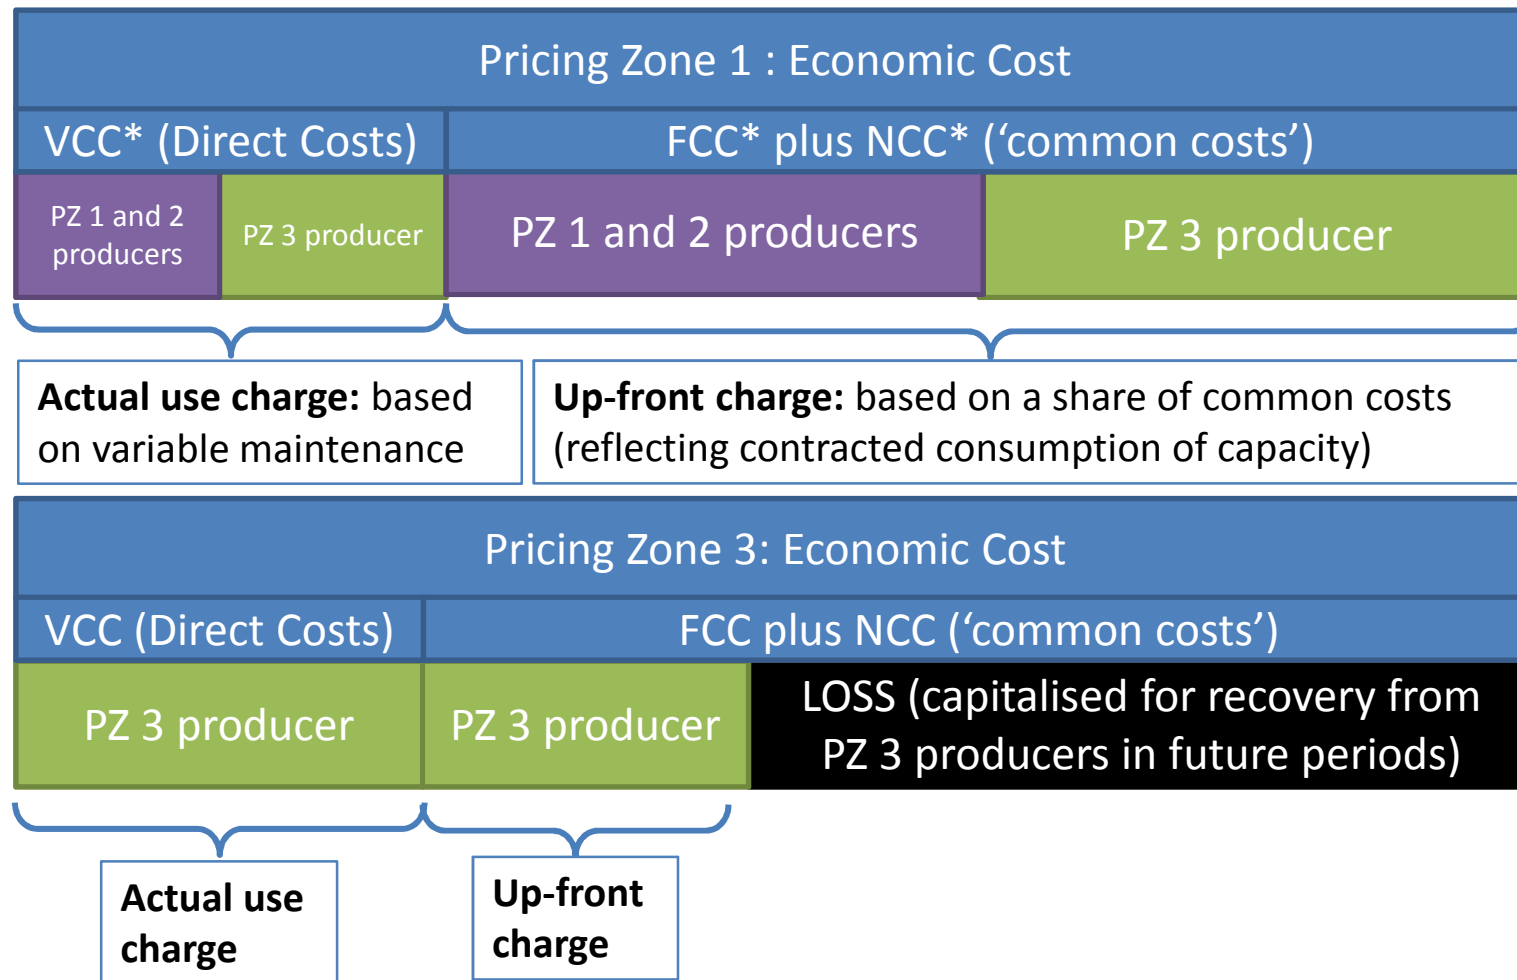 Pricing Zone 1 : Economic Cost
VCC* (Direct Costs)
FCC* plus NCC* (‘common costs’)
PZ 1 and 2
producers
PZ 3 producer
PZ 1 and 2 producers
PZ 3 producer
Actual use charge: based
on variable maintenance
Up-front charge: based on a share of common costs
(reflecting contracted consumption of capacity)
Pricing Zone 3: Economic Cost
VCC (Direct Costs)
FCC plus NCC (‘common costs’)
PZ 3 producer
PZ 3 producer
LOSS (capitalised for recovery from
PZ 3 producers in future periods)
Actual use
charge
Up-front
charge